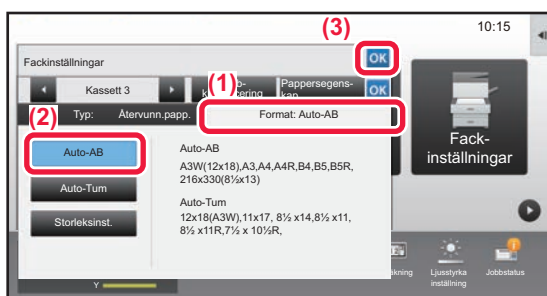 (3)
10:15
Fackinställningar
OK
Kassett 3
(1)
Pappersegens-
kap
OK
(2)
Typ:
Återvunn.papp.
Format: Auto-AB
Auto-AB
Auto-Tum
Storleksinst.
Auto-AB
A3W(12x18),A3,A4,A4R,B4,B5,B5R,
216x330(8½x13)
Auto-Tum
12x18(A3W),11x17, 8½ x14,8½ x11,
8½ x11R,7½ x 10½R,
Fack-
inställningar
Ljusstyrka
inställning
Jobbstatus
Y